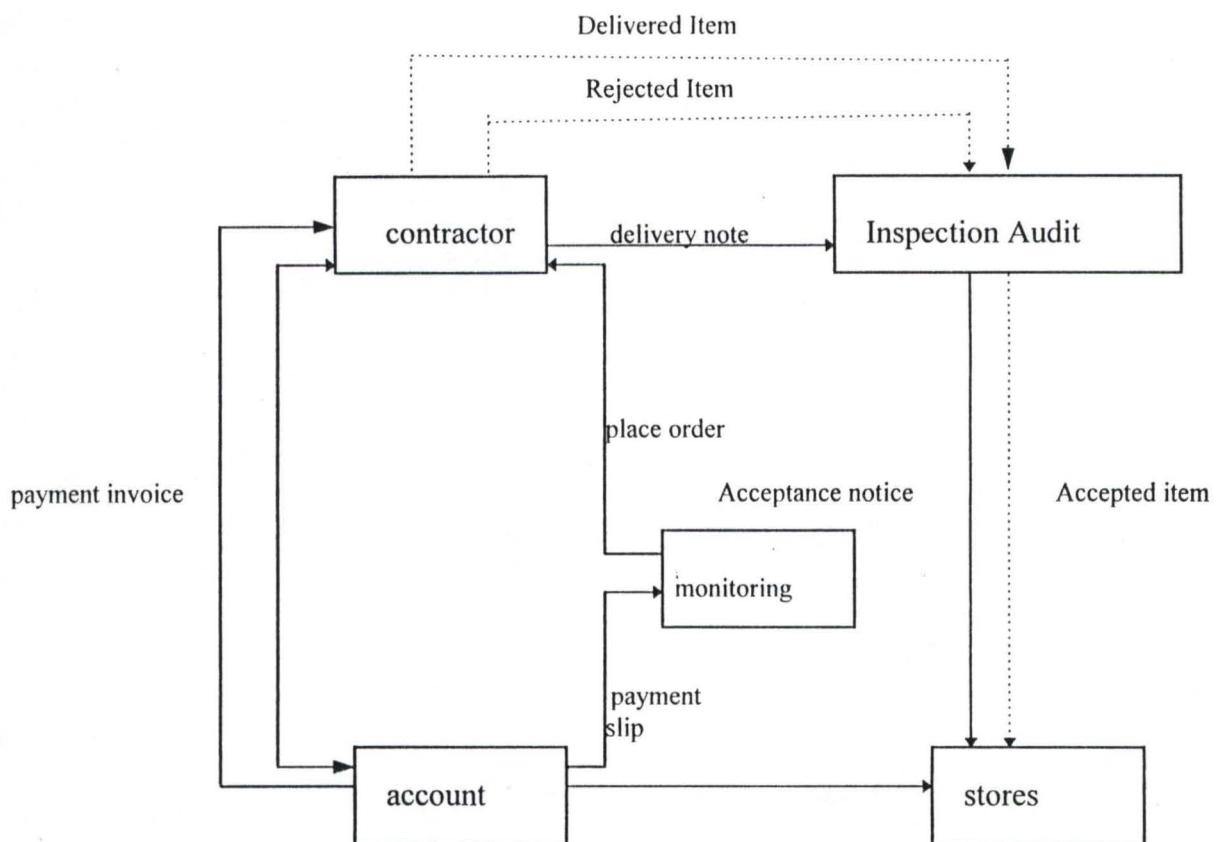 Delivered Item
Rejected Item
contractor
delivery note
Inspection Audit
place order
payment invoice
Acceptance notice
Accepted item
monitoring
payment
slip
account
stores